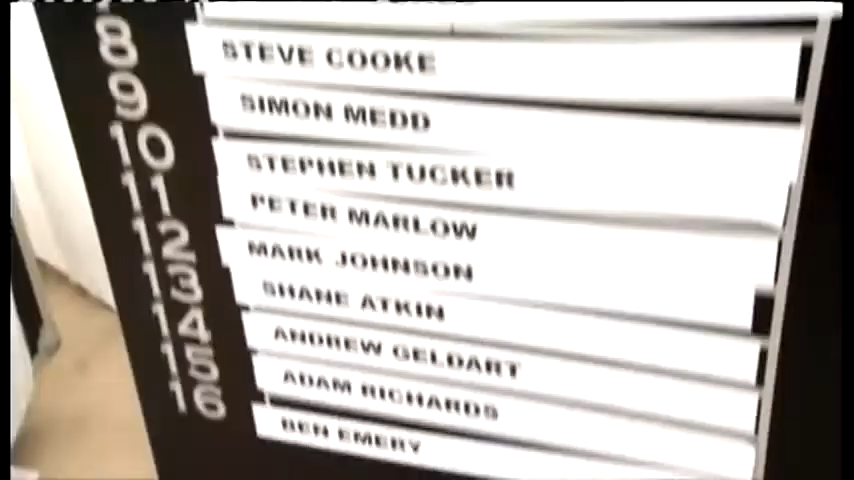 8 STEVE COOKE
9 SIMON MEDD
10 STEPHEN TUCKER
11 PETER MARLOW
12 MARK JOHNSON
13 SHANE ATKIN
14 ANDREW GELDART
15 ADAM RICHARDS
16 BEN EMERY